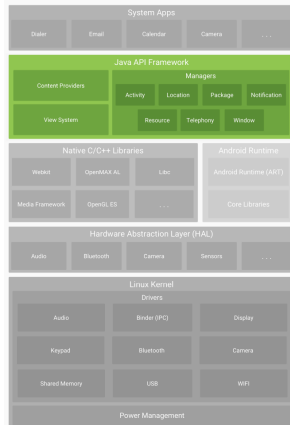 System Apps
Dialer Email Calendar Camera . . .
Java API Framework
Managers
Content Providers
Activity Location Package Notification
View System
Resource Telephony Window
Native C/C++ Libraries
Webkit OpenMAX AL Libc
Media Framework OpenGL ES . . .
Android Runtime
Android Runtime (ART)
Core Libraries
Hardware Abstraction Layer (HAL)
Audio Bluetooth Camera Sensors . . .
Linux Kernel
Drivers
Audio Binder (IPC) Display
Keypad Bluetooth Camera
Shared Memory USB WIFI
Power Management